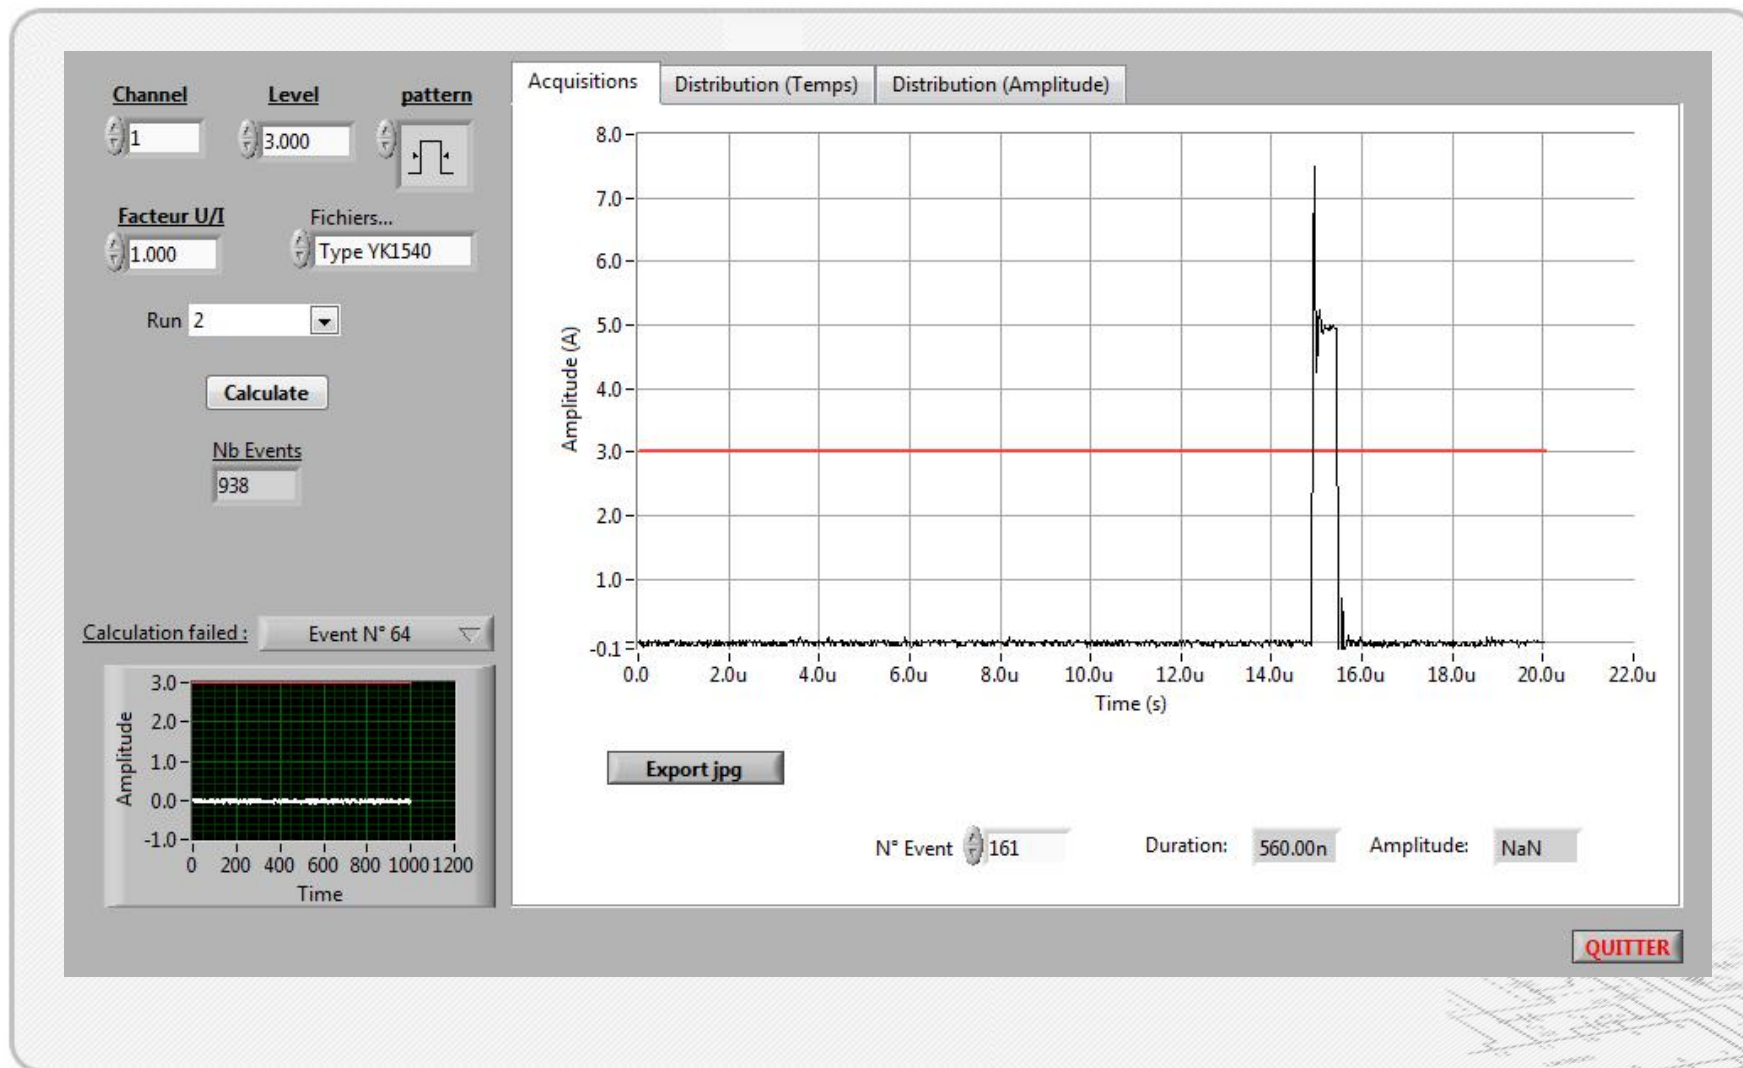 Channel Level pattern
1 3.000
Facteur U/I Fichiers...
1.000 Type YK1540
Run 2
Calculate
Nb Events
938
Calculation failed : Event N° 64
3.0
2.0
1.0
0.0
-1.0
Amplitude
0 200 400 600 800 1000 1200
Time
Acquisitions Distribution (Temps) Distribution (Amplitude)
8.0
7.0
6.0
5.0
4.0
3.0
2.0
1.0
-0.1
Amplitude (A)
0.0 2.0u 4.0u 6.0u 8.0u 10.0u 12.0u 14.0u 16.0u 18.0u 20.0u 22.0u
Time (s)
Export jpg
N° Event 161 Duration: 560.00n Amplitude: NaN
QUITTER